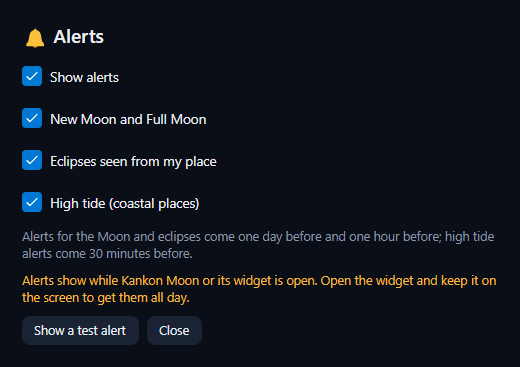 Alerts
Show alerts
New Moon and Full Moon
Eclipses seen from my place
High tide (coastal places)
Alerts for the Moon and eclipses come one day before and one hour before; high tide
alerts come 30 minutes before.
Alerts show while Kankon Moon or its widget is open. Open the widget and keep it on
the screen to get them all day.
Show a test alert
Close